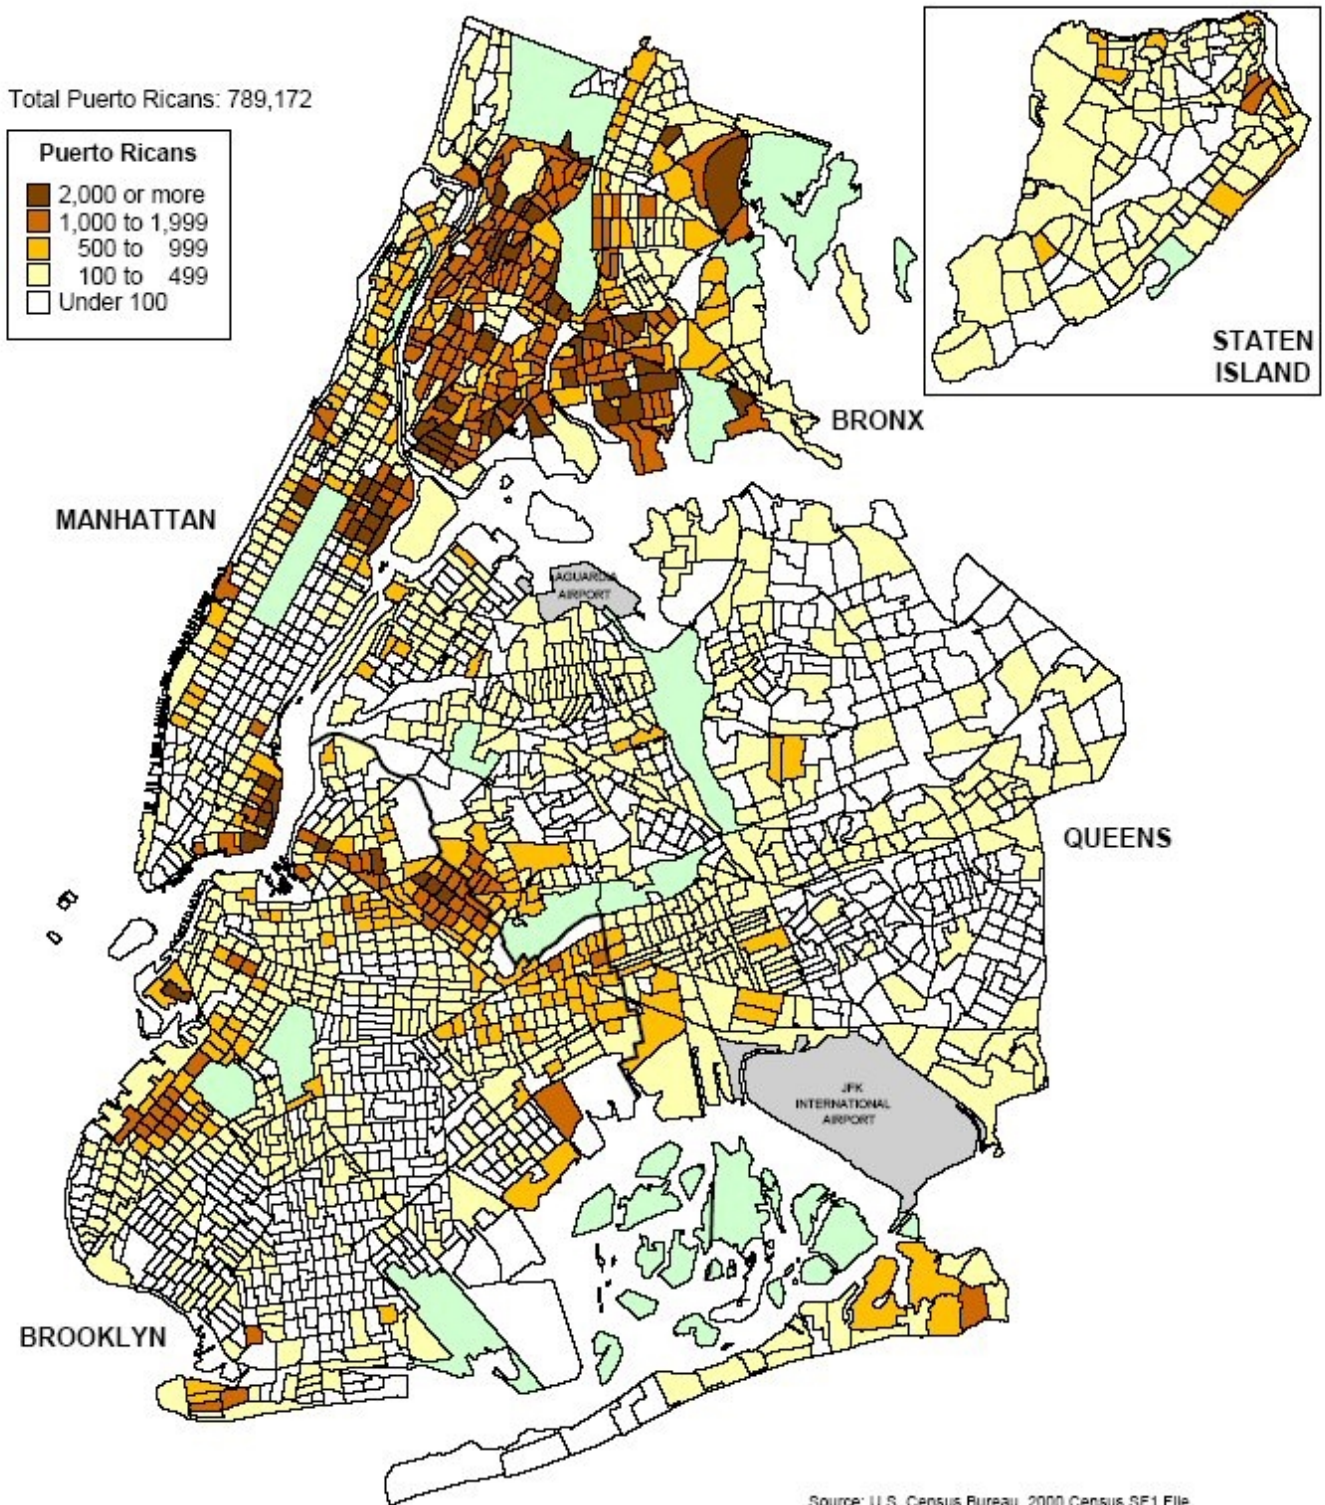 Total Puerto Ricans: 789,172
Puerto Ricans
2,000 or more
1,000 to 1,999
500 to 999
100 to 499
Under 100
STATEN
ISLAND
BRONX
MANHATTAN
AGUARDIA
AIRPORT
QUEENS
JFK
INTERNATIONAL
AIRPORT
BROOKLYN
Source: U.S. Census Bureau, 2000 Census SF1 File